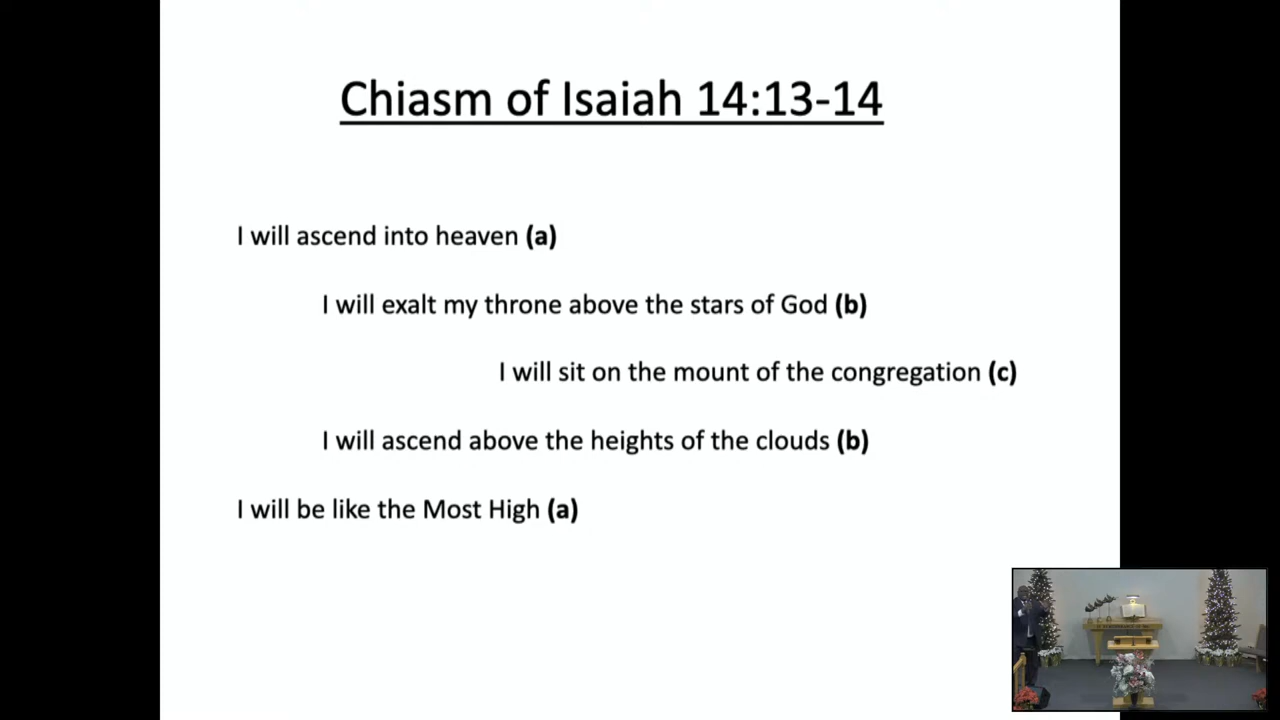 Chiasm of Isaiah 14:13-14
I will ascend into heaven (a)
I will exalt my throne above the stars of God (b)
I will sit on the mount of the congregation (c)
I will ascend above the heights of the clouds (b)
I will be like the Most High (a)